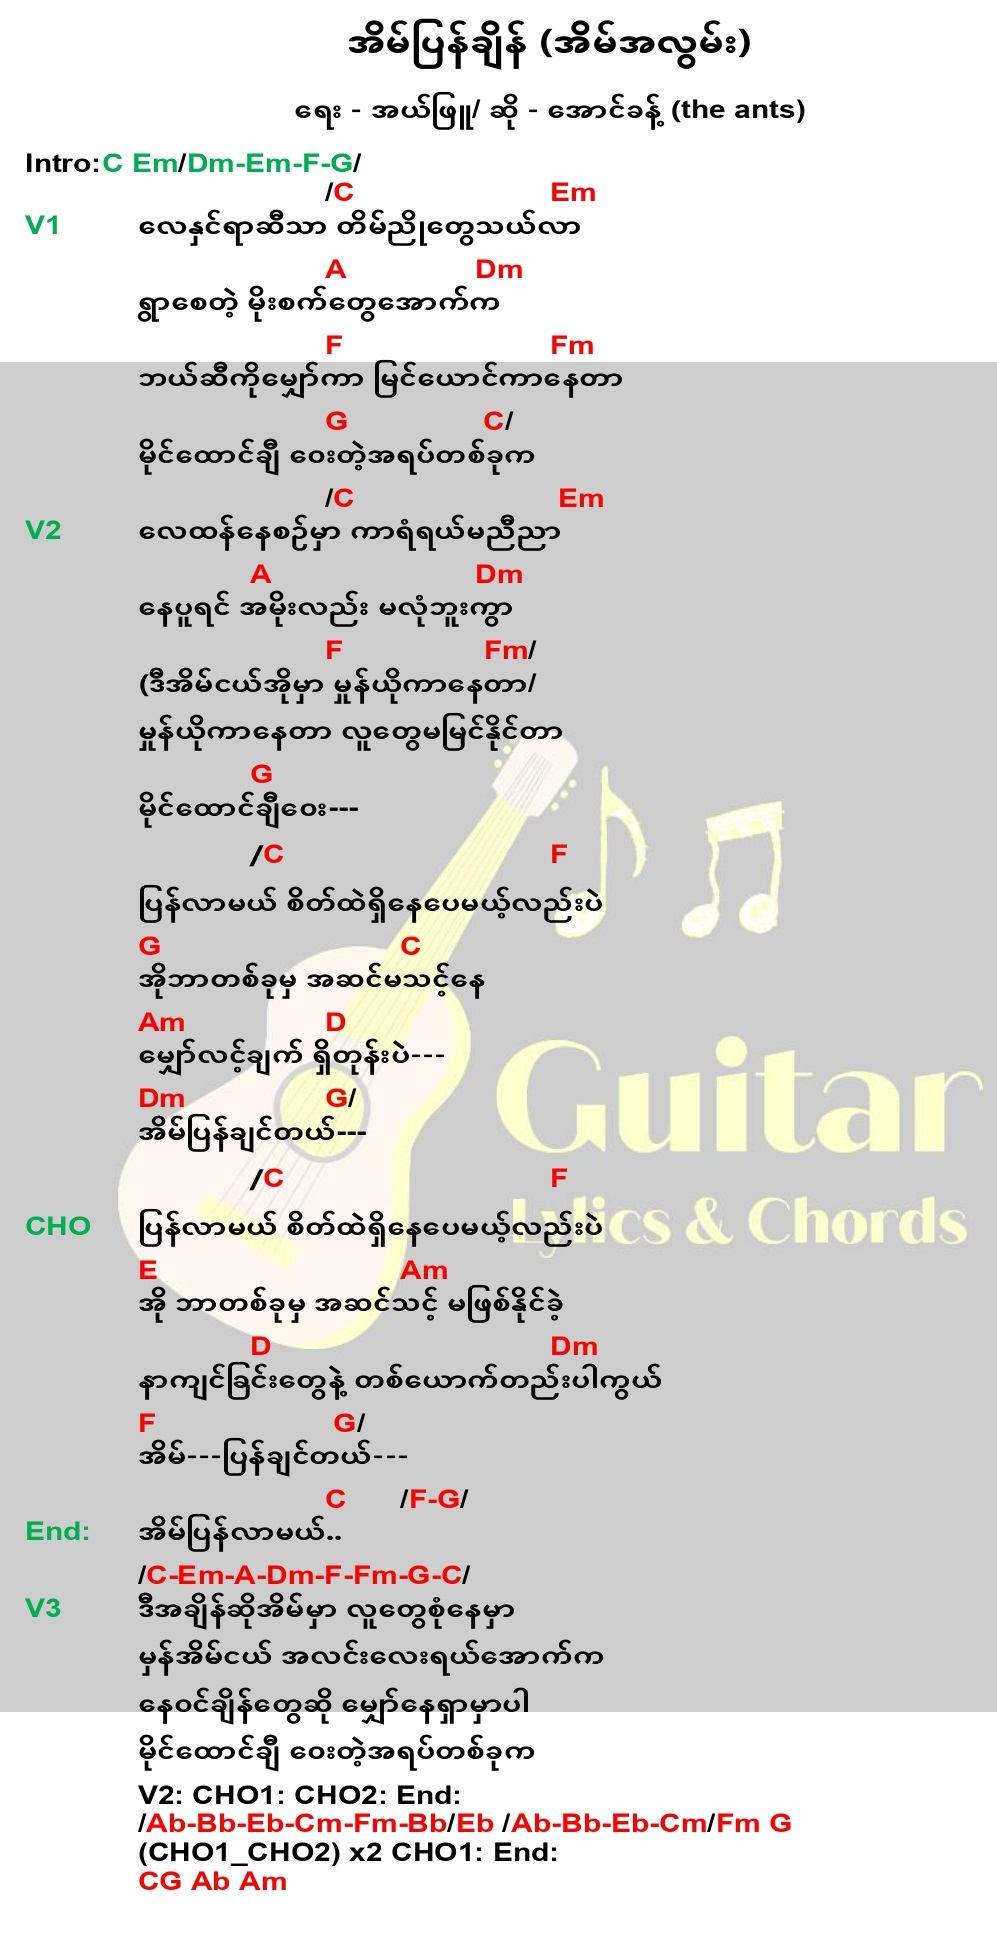 အိမ်ပြန်ချိန် (အိမ်အလွမ်း)
ရေး - အယ်ဖြူ/ ဆို - အောင်ခန့် (the ants)
Intro:C Em/Dm-Em-F-G/
/C Em
V1 လေနှင်ရာဆီသာ တိမ်ညိုတွေသယ်လာ
A Dm
ရွာစေတဲ့ မိုးစက်တွေအောက်က
F Fm
ဘယ်ဆီကိုမျှော်ကာ မြင်ယောင်ကာနေတာ
G C/
မိုင်ထောင်ချီ ဝေးတဲ့အရပ်တစ်ခုက
/C Em
V2 လေထန်နေစဉ်မှာ ကာရံရယ်မညီညာ
A Dm
နေပူရင် အမိုးလည်း မလုံဘူးကွာ
F Fm/
(ဒီအိမ်ငယ်အိုမှာ မှုန်ယိုကာနေတာ/
မှုန်ယိုကာနေတာ လူတွေမမြင်နိုင်တာ
G
မိုင်ထောင်ချီဝေး---
/C F
ပြန်လာမယ် စိတ်ထဲရှိနေပေမယ့်လည်းပဲ
G C
အိုဘာတစ်ခုမှ အဆင်မသင့်နေ
Am D
မျှော်လင့်ချက် ရှိတုန်းပဲ---
Dm G/
အိမ်ပြန်ချင်တယ်---
/C F
CHO ပြန်လာမယ် စိတ်ထဲရှိနေပေမယ့်လည်းပဲ
E Am
အို ဘာတစ်ခုမှ အဆင်သင့် မဖြစ်နိုင်ခဲ့
D Dm
နာကျင်ခြင်းတွေနဲ့ တစ်ယောက်တည်းပါကွယ်
F G/
အိမ်---ပြန်ချင်တယ်---
C /F-G/
End: အိမ်ပြန်လာမယ်..
/C-Em-A-Dm-F-Fm-G-C/
V3 ဒီအချိန်ဆိုအိမ်မှာ လူတွေစုံနေမှာ
မှန်အိမ်ငယ် အလင်းလေးရယ်အောက်က
နေဝင်ချိန်တွေဆို မျှော်နေရှာမှာပါ
မိုင်ထောင်ချီ ဝေးတဲ့အရပ်တစ်ခုက
V2: CHO1: CHO2: End:
/Ab-Bb-Eb-Cm-Fm-Bb/Eb /Ab-Bb-Eb-Cm/Fm G
(CHO1_CHO2) x2 CHO1: End:
CG Ab Am
Guitar
Lylics & Chords